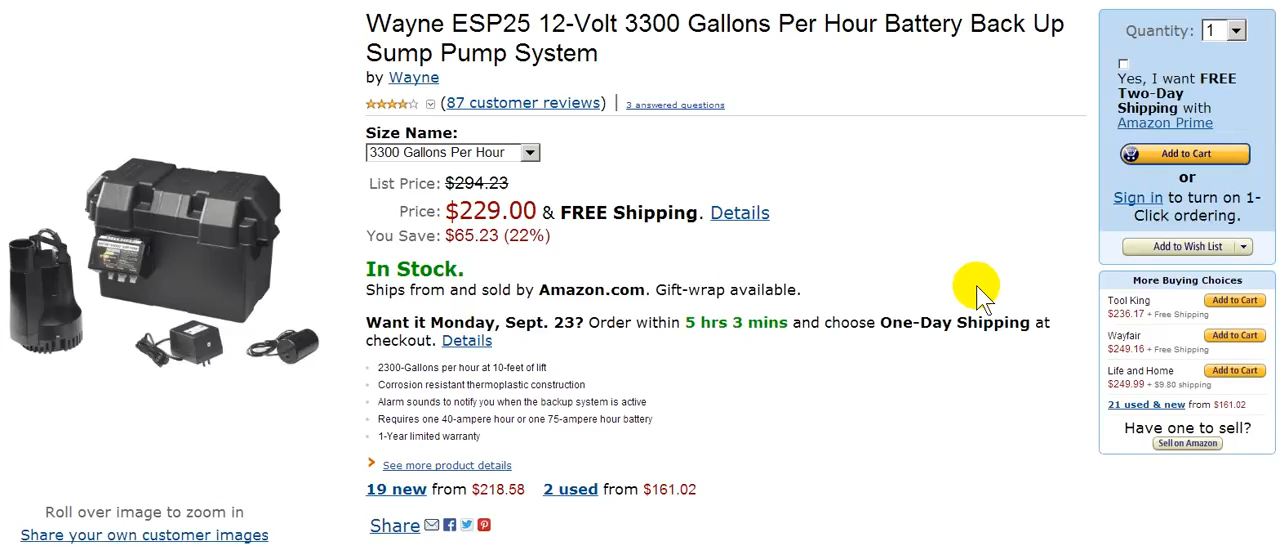 Wayne ESP25 12-Volt 3300 Gallons Per Hour Battery Back Up
Sump Pump System
by Wayne
(87 customer reviews) | 3 answered questions
Size Name:
3300 Gallons Per Hour
List Price: $294.23
Price: $229.00 & FREE Shipping. Details
You Save: $65.23 (22%)
In Stock.
Ships from and sold by Amazon.com. Gift-wrap available.
Want it Monday, Sept. 23? Order within 5 hrs 3 mins and choose One-Day Shipping at
checkout. Details
2300-Gallons per hour at 10-feet of lift
Corrosion resistant thermoplastic construction
Alarm sounds to notify you when the backup system is active
Requires one 40-ampere hour or one 75-ampere hour battery
1-Year limited warranty
See more product details
19 new from $218.58 2 used from $161.02
Share
Roll over image to zoom in
Share your own customer images
Quantity: 1
Yes, I want FREE
Two-Day
Shipping with
Amazon Prime
Add to Cart
or
Sign in to turn on 1-
Click ordering.
Add to Wish List
More Buying Choices
Tool King
Add to Cart
$236.17 + Free Shipping
Wayfair
Add to Cart
$249.16 + Free Shipping
Life and Home
Add to Cart
$249.99 + $9.80 shipping
21 used & new from $161.02
Have one to sell?
Sell on Amazon